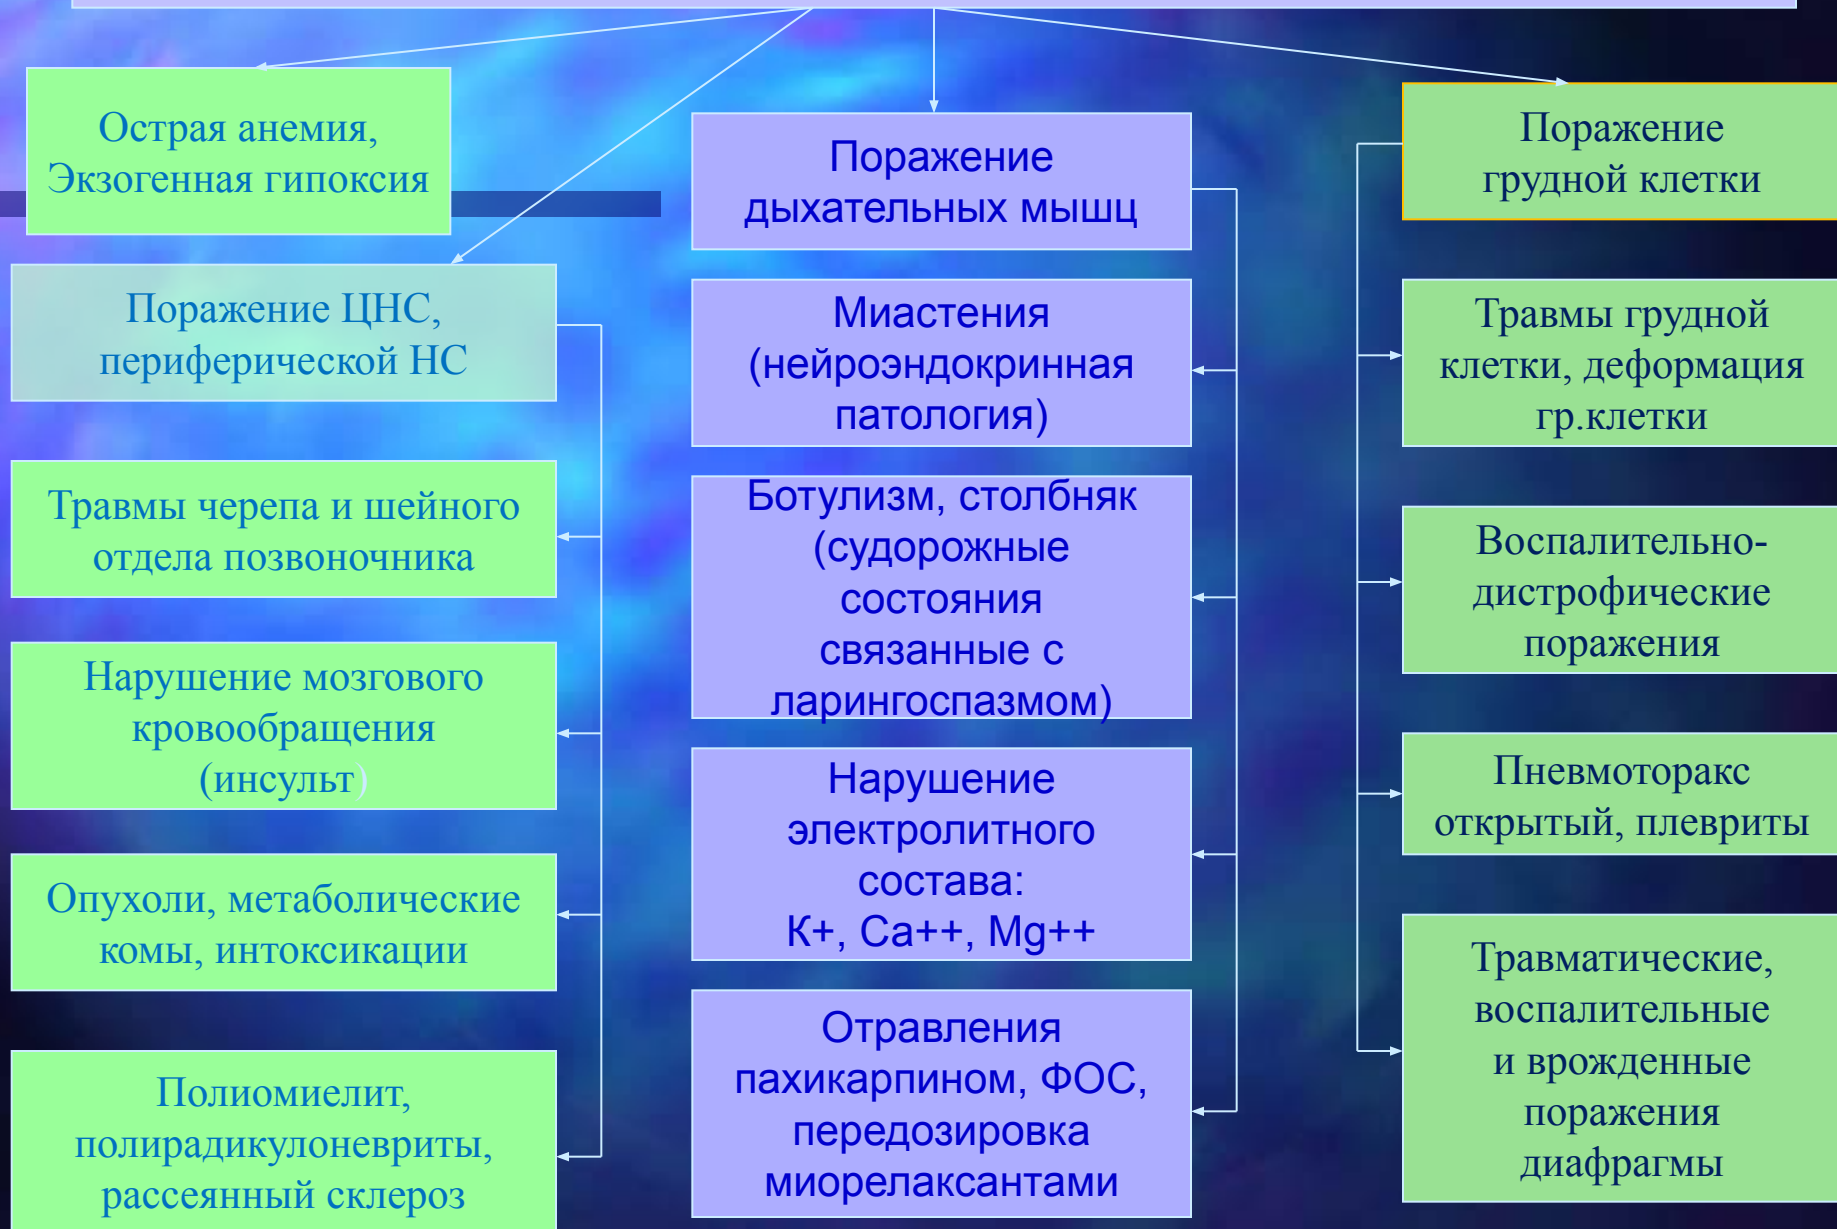 Острая анемия,
Экзогенная гипоксия
Поражение ЦНС,
периферической НС
Травмы черепа и шейного
отдела позвоночника
Нарушение мозгового
кровообращения
(инсульт)
Опухоли, метаболические
комы, интоксикации
Полиомиелит,
полирадикулоневриты,
рассеянный склероз
Поражение
дыхательных мышц
Миастения
(нейроэндокринная
патология)
Ботулизм, столбняк
(судорожные
состояния
связанные с
ларингоспазмом)
Нарушение
электролитного
состава:
К+, Са++, Mg++
Отравления
пахикарпином, ФОС,
передозировка
миорелаксантами
Поражение
грудной клетки
Травмы грудной
клетки, деформация
гр.клетки
Воспалительно-
дистрофические
поражения
Пневмоторакс
открытый, плевриты
Травматические,
воспалительные
и врожденные
поражения
диафрагмы